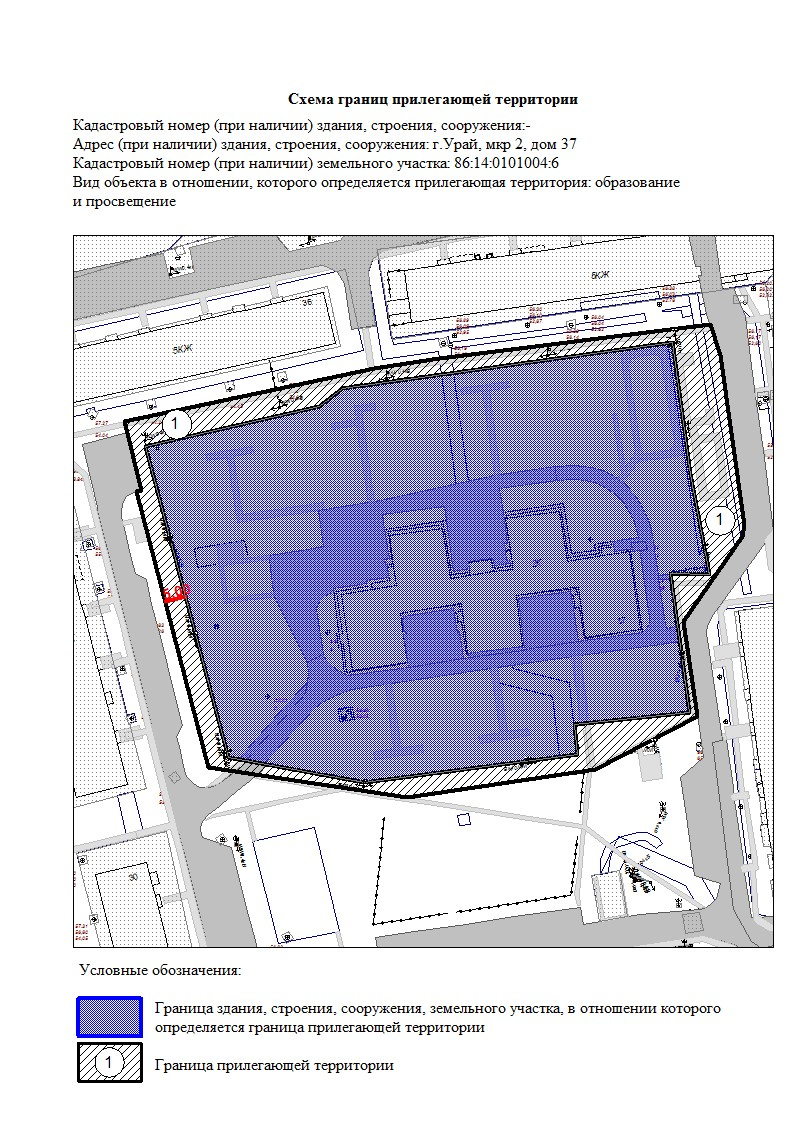 Схема границ прилегающей территории
Кадастровый номер (при наличии) здания, строения, сооружения:-
Адрес (при наличии) здания, строения, сооружения: г.Урай, мкр 2, дом 37
Кадастровый номер (при наличии) земельного участка: 86:14:0101004:6
Вид объекта в отношении, которого определяется прилегающая территория: образование
и просвещение
5КЖ
36
5КЖ
1
1
30
Условные обозначения:
Граница здания, строения, сооружения, земельного участка, в отношении которого
определяется граница прилегающей территории
1
Граница прилегающей территории